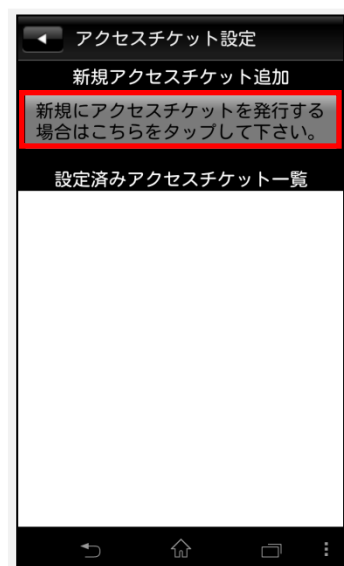 アクセスチケット設定
新規アクセスチケット追加
新規にアクセスチケットを発行する
場合はこちらをタップして下さい。
設定済みアクセスチケット一覧